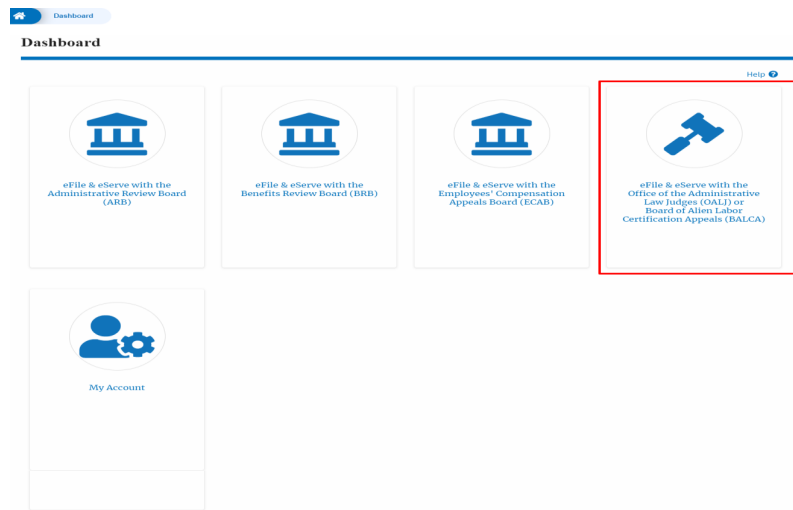 Dashboard
Dashboard
Help
eFile & eServe with the
Administrative Review Board
(ARB)
eFile & eServe with the
Benefits Review Board (BRB)
eFile & eServe with the
Employees' Compensation
Appeals Board (ECAB)
eFile & eServe with the
Office of the Administrative
Law Judges (OALJ) or
Board of Alien Labor
Certification Appeals (BALCA)
My Account